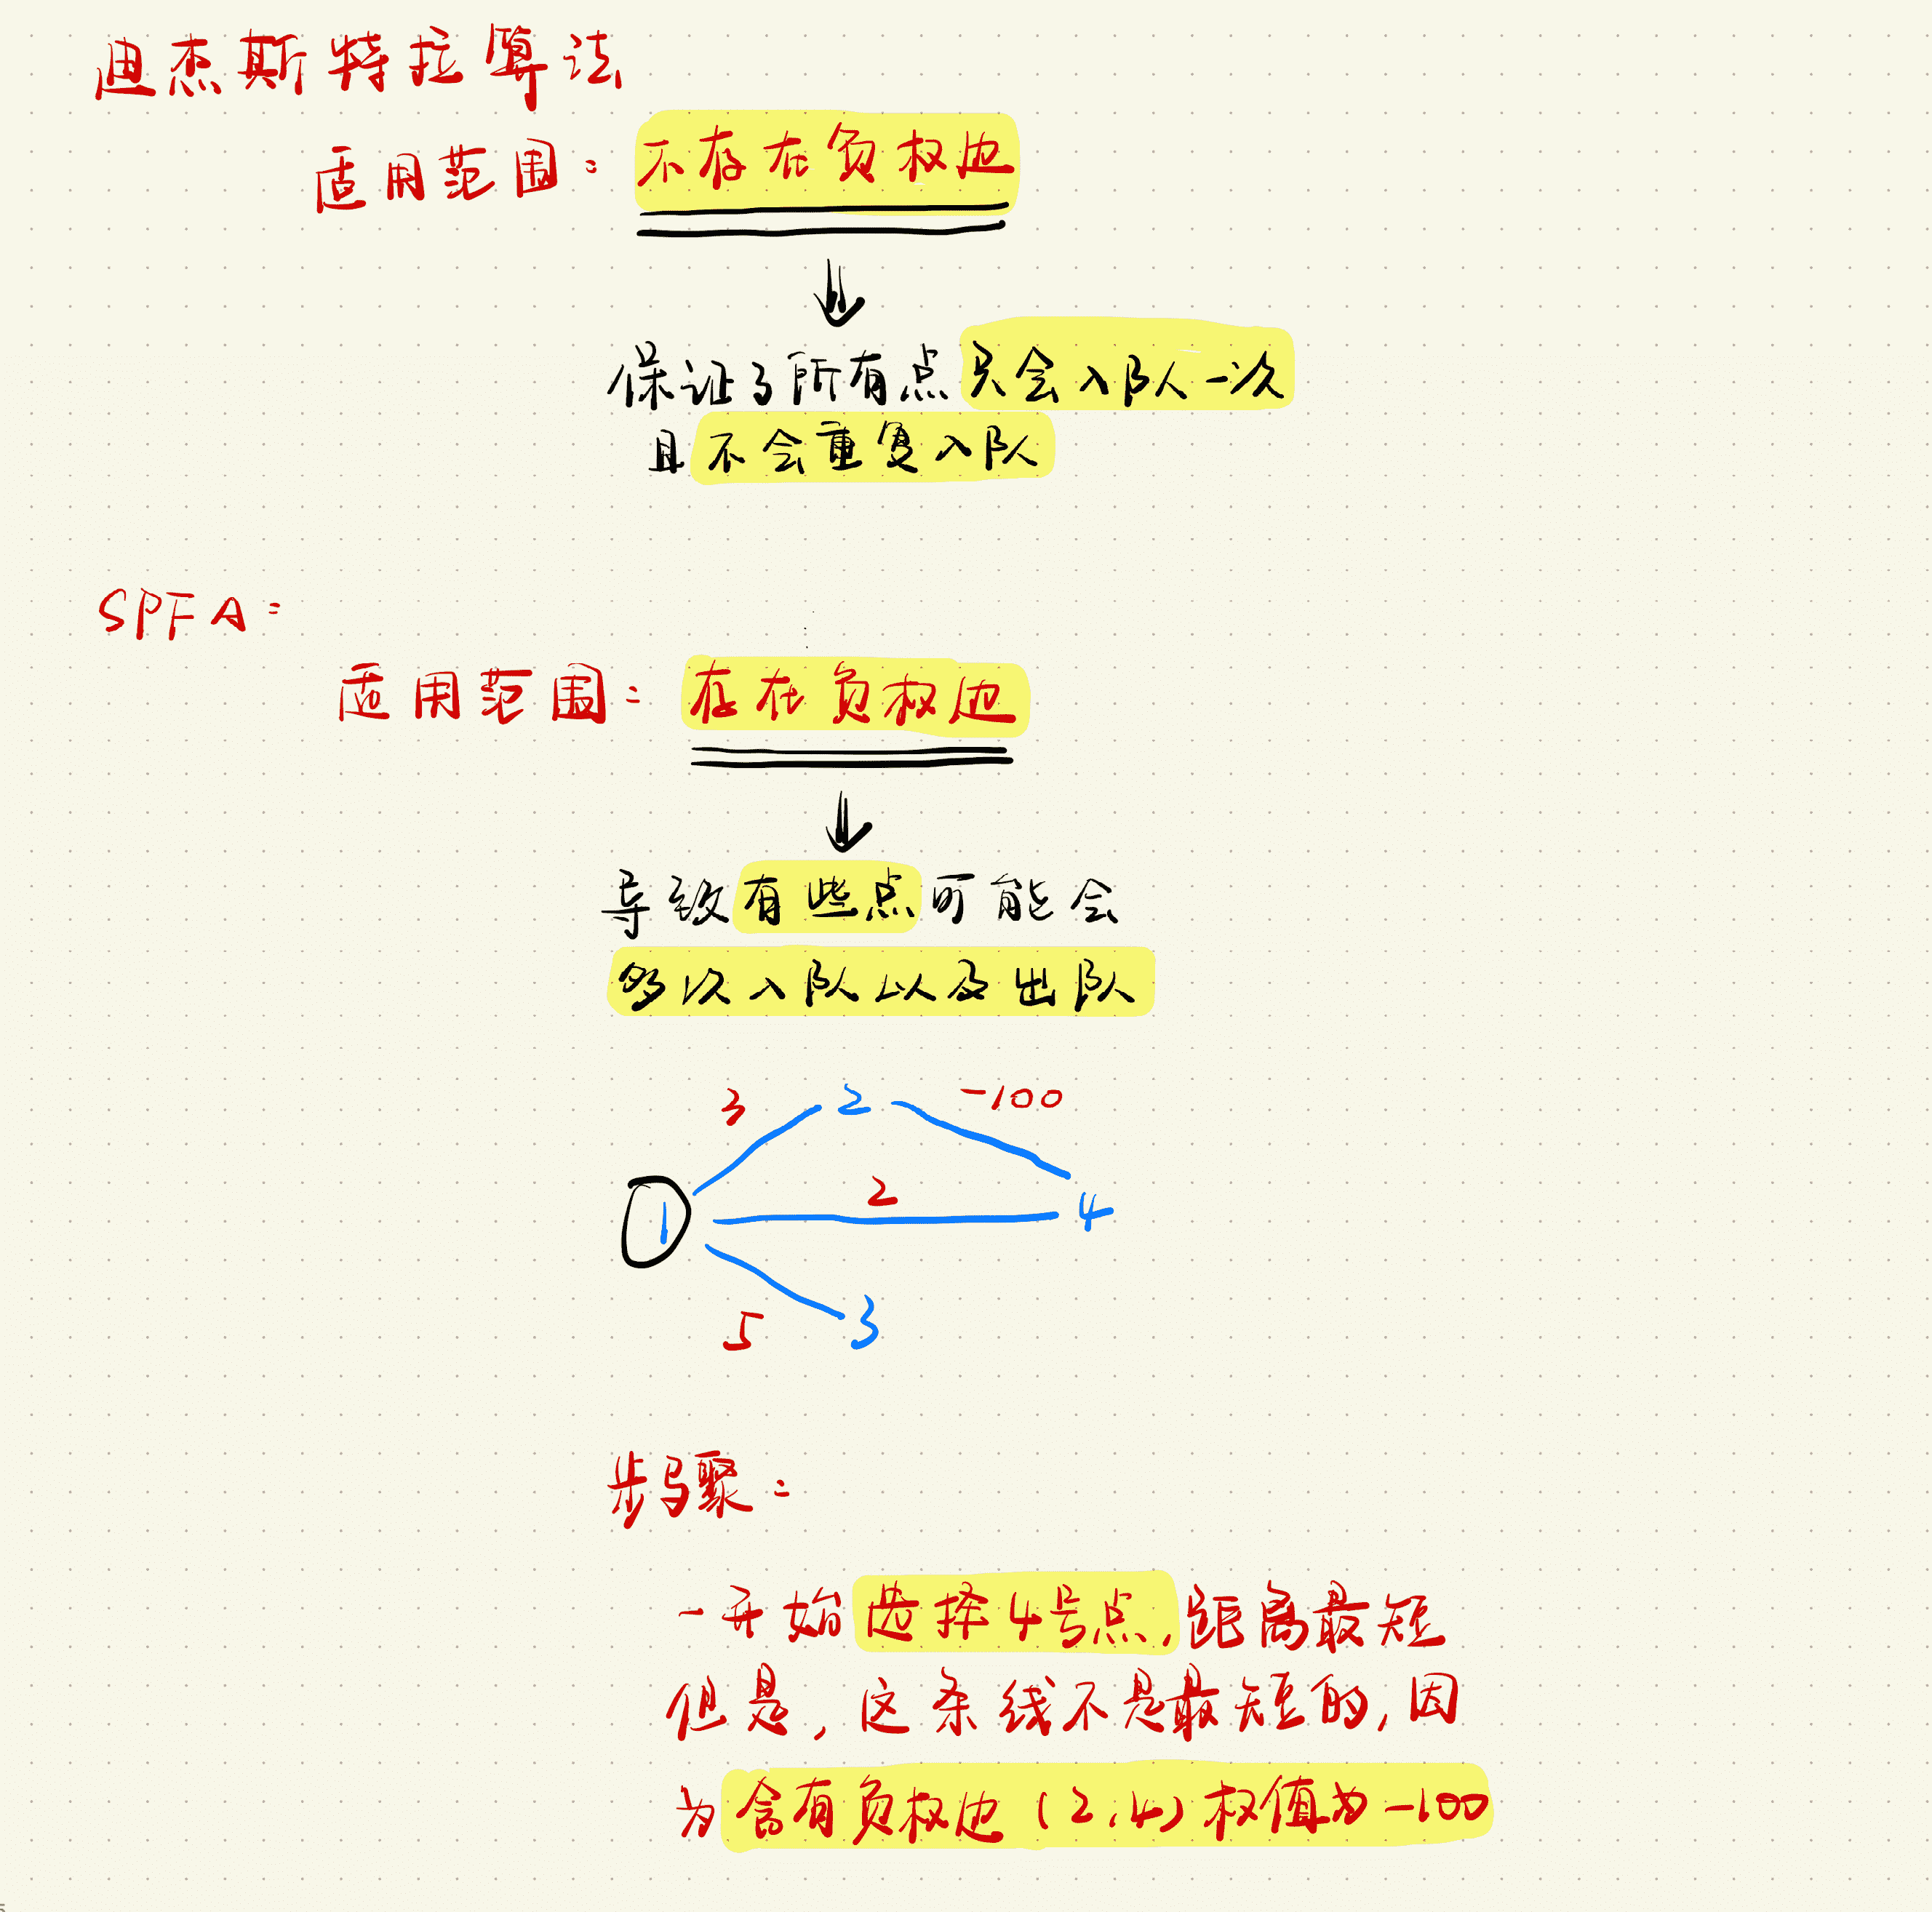 迪杰斯特拉算法
适用范围：不存在负权边
保证了所有点只会入队一次
且不会重复入队
SPFA：
适用范围：存在负权边
导致有些点可能会
多次入队以及出队
3 2 -100
1 2 4
5 3
步骤：
一开始选择4号点，距离最短
但是，这条线不是最短的，因
为含有负权边（2，4）权值为-100